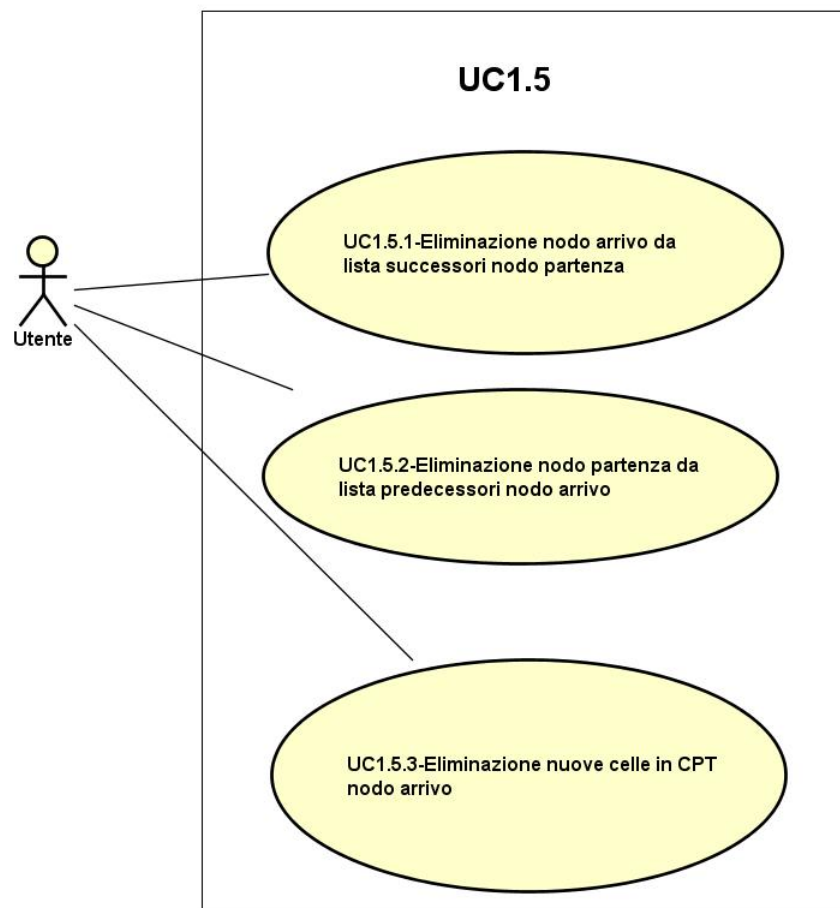 UC1.5
UC1.5.1-Eliminazione nodo arrivo da
lista successori nodo partenza
Utente
UC1.5.2-Eliminazione nodo partenza da
lista predecessori nodo arrivo
UC1.5.3-Eliminazione nuove celle in CPT
nodo arrivo